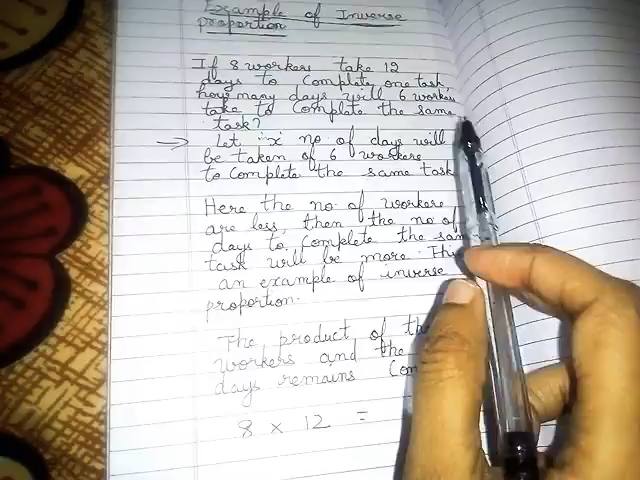 Example of Inverse
proportion
If 8 workers take 12
days to complete one task,
how many days will 6 workers
take to complete the same
task?
⇒ Let "x" no. of days will
be taken of 6 workers
to complete the same task
Here the no. of workers
are less, then the no of
days to complete the
task will be more.
an example of inverse
proportion.
The product of
workers and the
days remains
8 × 12 =